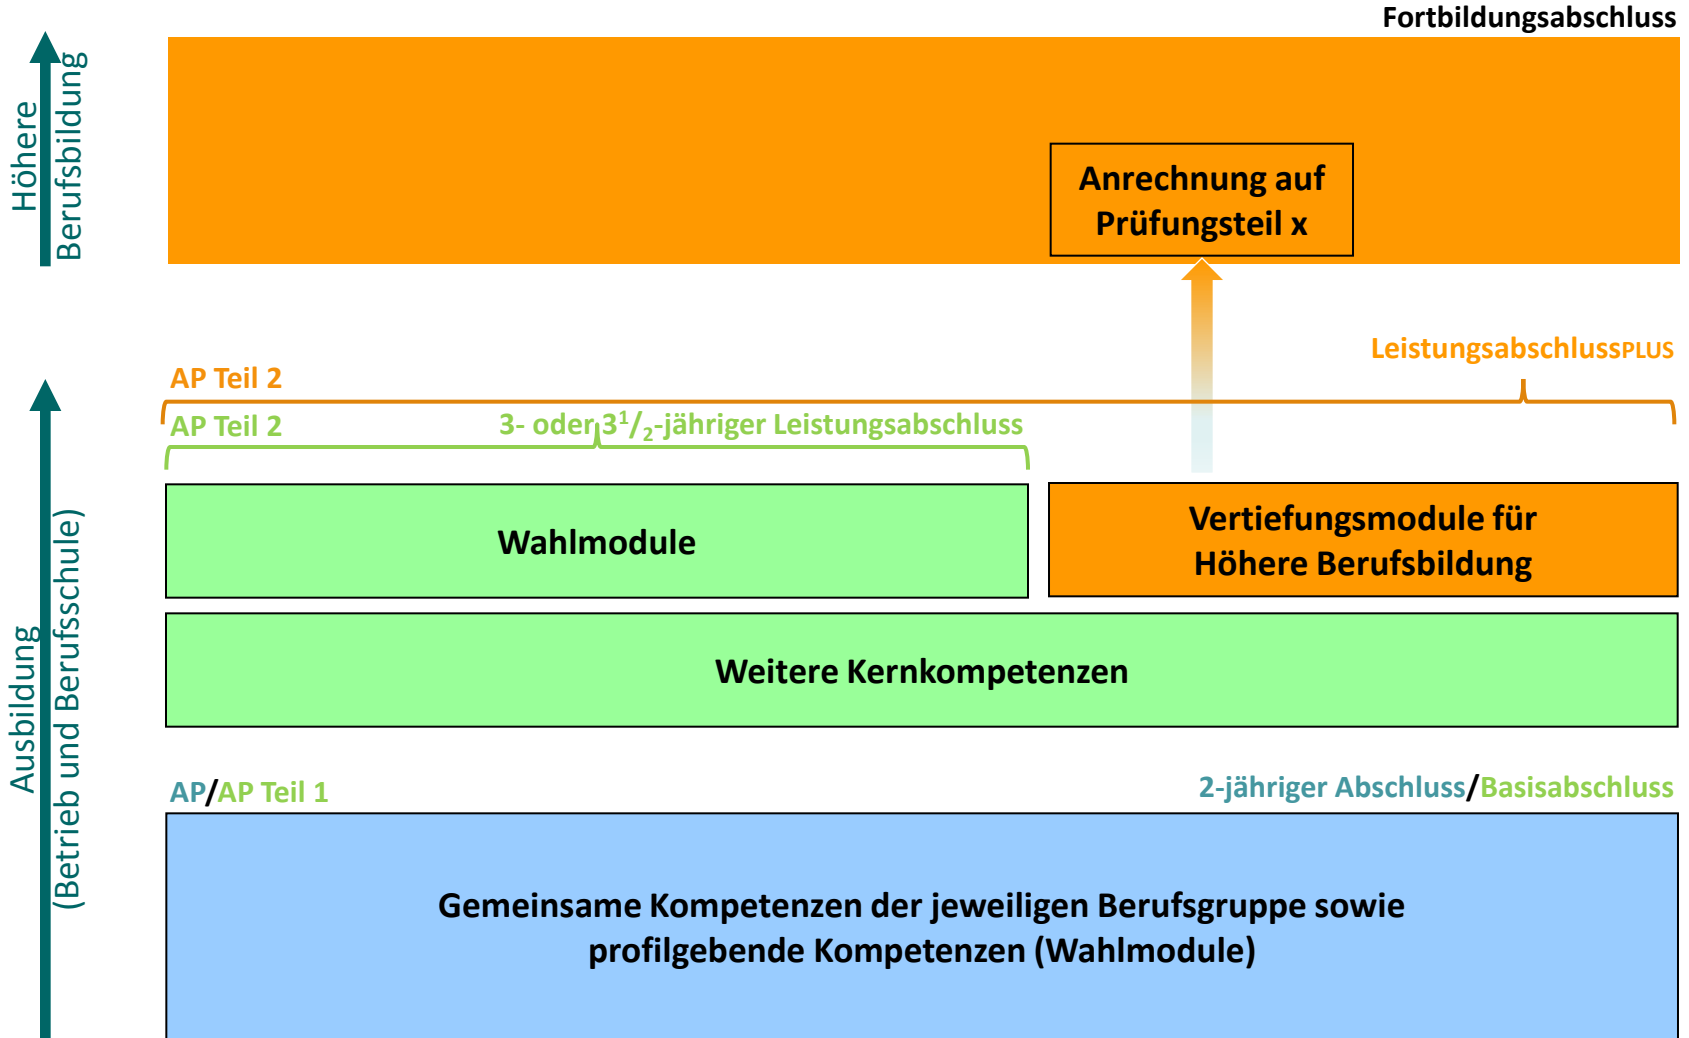 Fortbildungsabschluss
Höhere
Berufsbildung
Anrechnung auf
Prüfungsteil x
LeistungsabschlussPLUS
AP Teil 2
AP Teil 2
3- oder 3 1/2-jähriger Leistungsabschluss
Wahlmodule
Vertiefungsmodule für
Höhere Berufsbildung
Weitere Kernkompetenzen
Ausbildung
(Betrieb und Berufsschule)
AP/AP Teil 1
2-jähriger Abschluss/Basisabschluss
Gemeinsame Kompetenzen der jeweiligen Berufsgruppe sowie
profilgebende Kompetenzen (Wahlmodule)